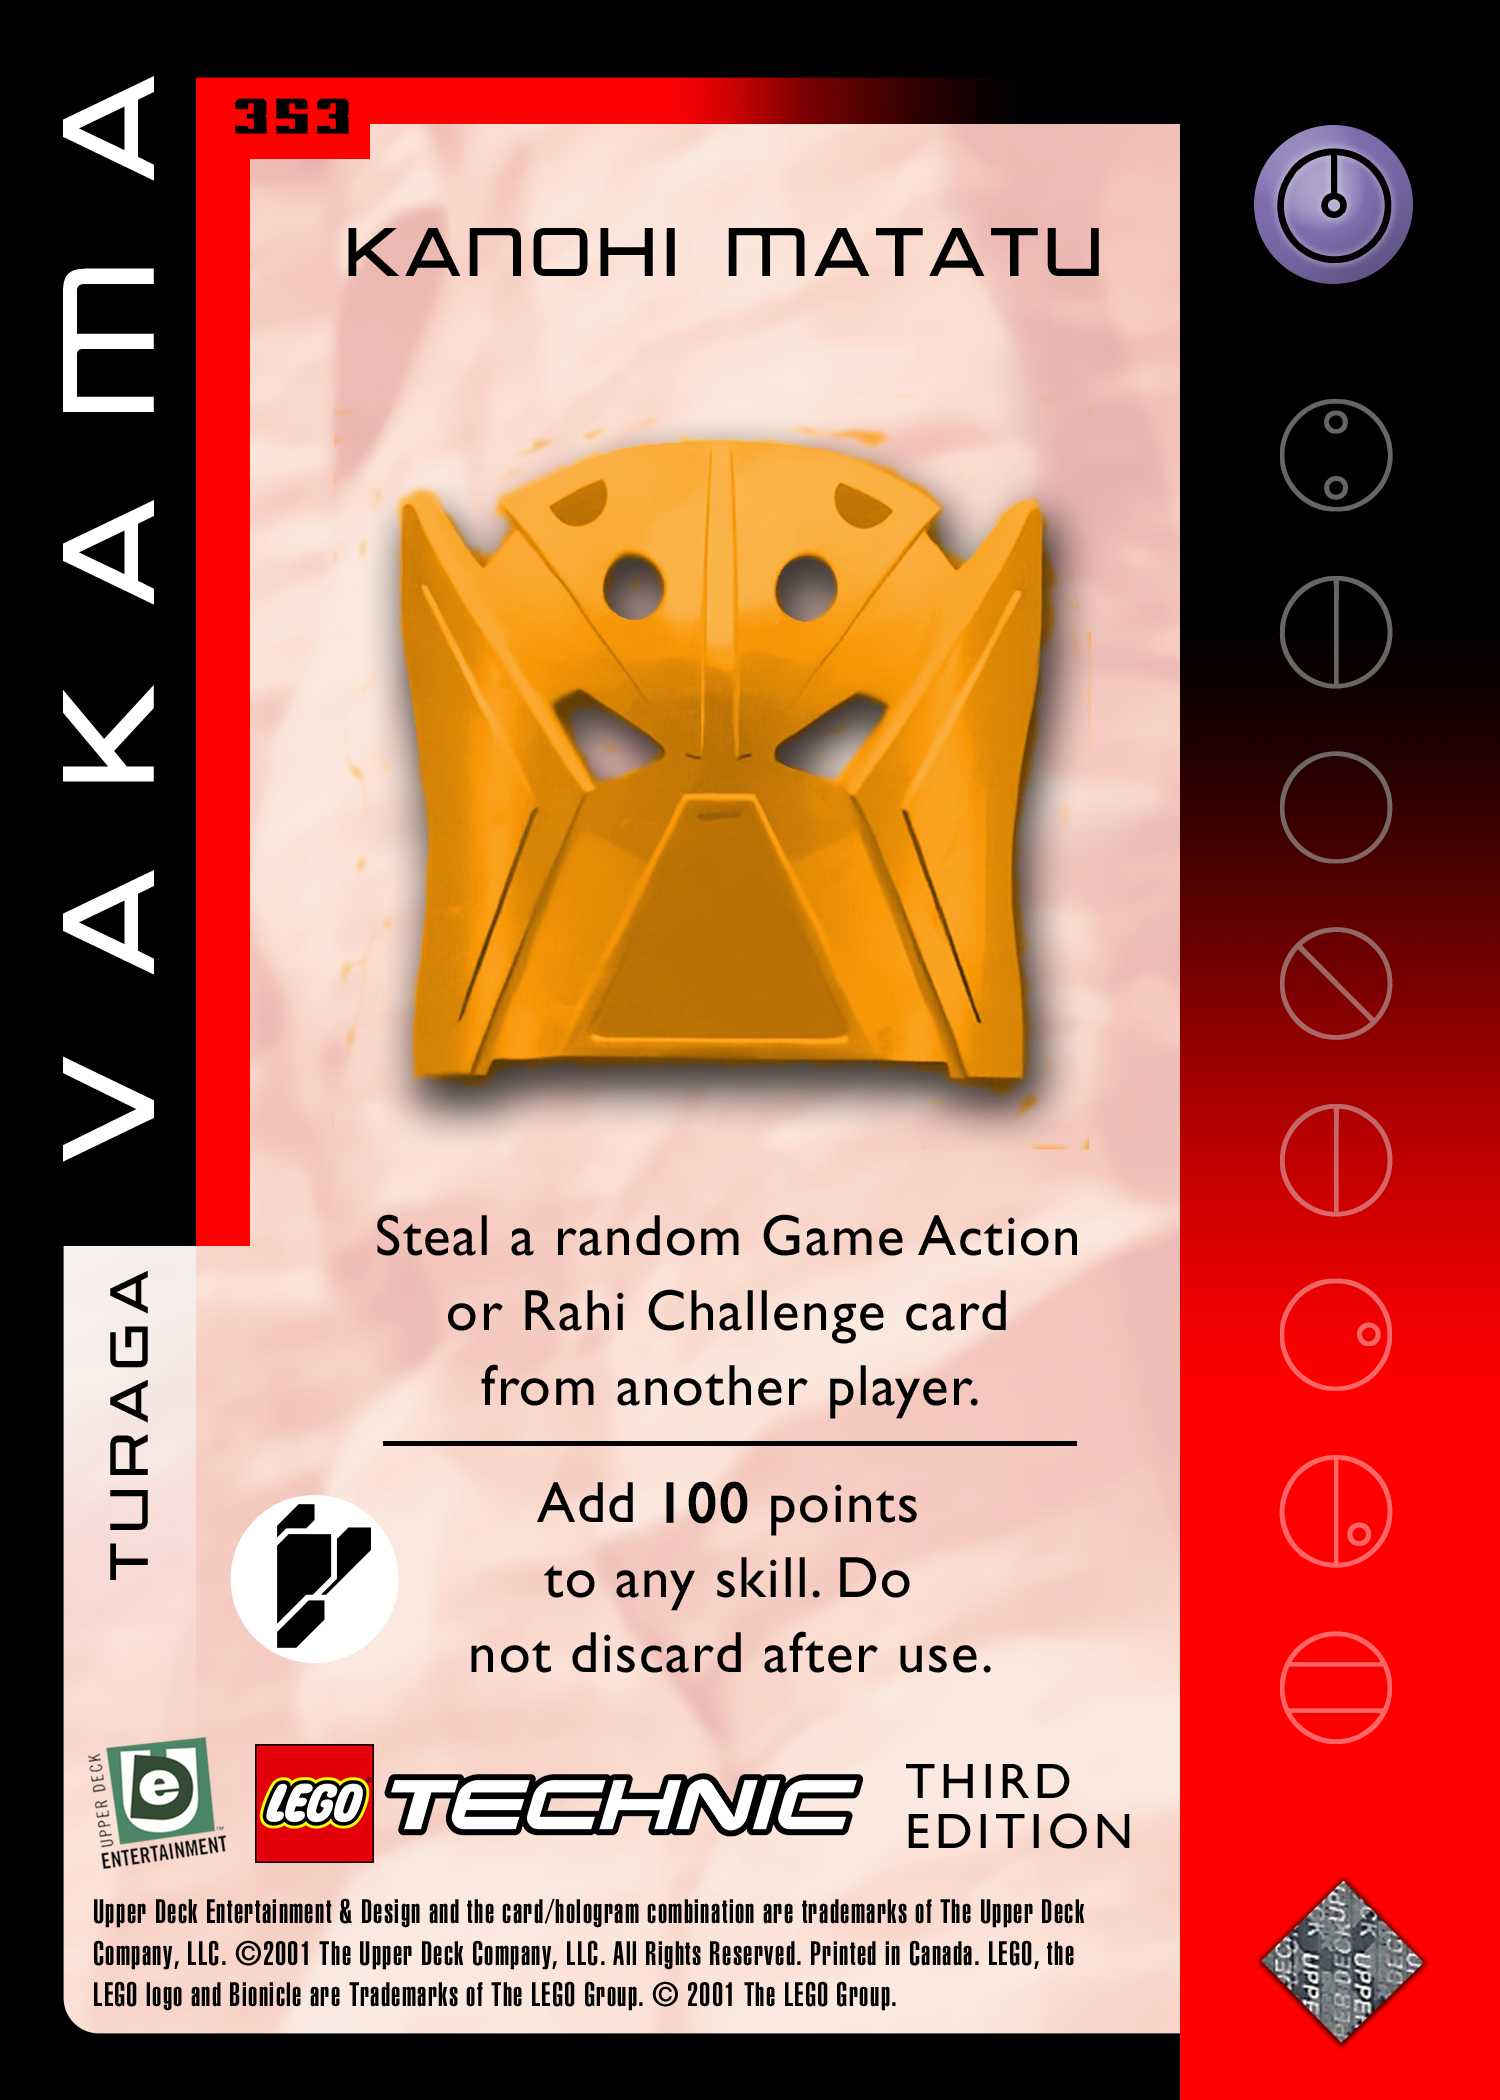 VAKAMA
TURAGA
353
KANOHI MATATU
Steal a random Game Action
or Rahi Challenge card
from another player.
Add 100 points
to any skill. Do
not discard after use.
UPPER DECK
e
ENTERTAINMENT
™
LEGO
TECHNIC
THIRD
EDITION
Upper Deck Entertainment & Design and the card/hologram combination are trademarks of The Upper Deck
Company, LLC. ©2001 The Upper Deck Company, LLC. All Rights Reserved. Printed in Canada. LEGO, the
LEGO logo and Bionicle are Trademarks of The LEGO Group. © 2001 The LEGO Group.